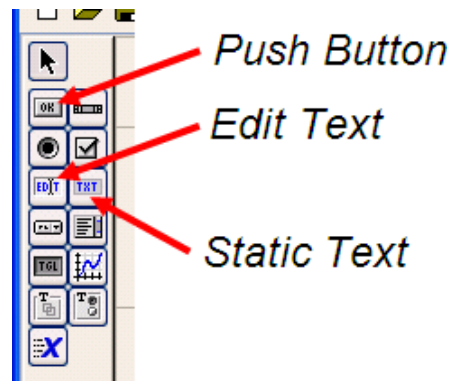 Push Button
OK
Edit Text
EDIT TXT
Static Text
TGL
T T
X